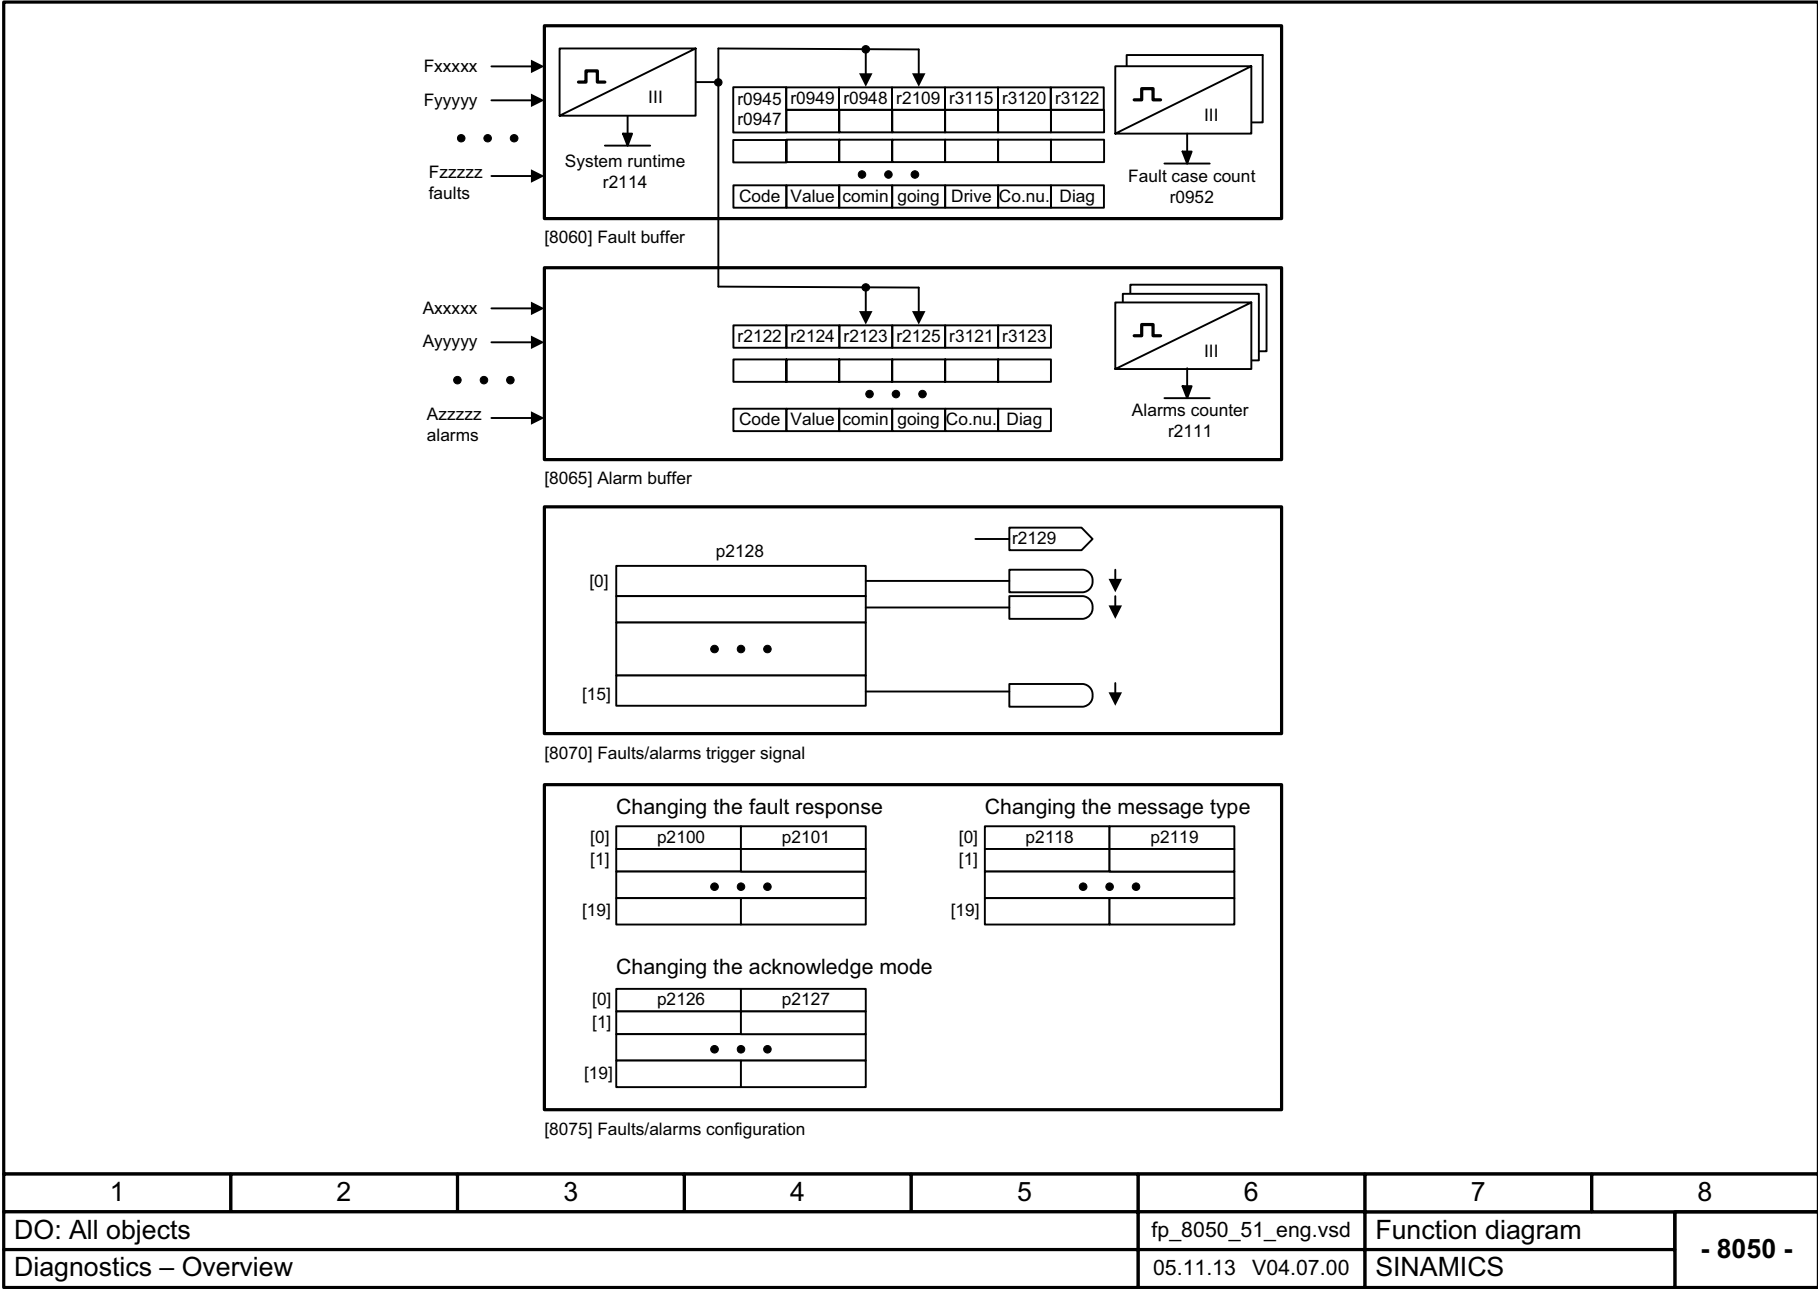 Fxxxxx
Fyyyyy
• • •
Fzzzzz
faults
III
System runtime
r2114
r0945 r0949 r0948 r2109 r3115 r3120 r3122
r0947
• • •
Code Value comin going Drive Co.nu. Diag
III
Fault case count
r0952
[8060] Fault buffer
Axxxxx
Ayyyyy
• • •
Azzzzz
alarms
r2122 r2124 r2123 r2125 r3121 r3123
• • •
Code Value comin going Co.nu. Diag
III
Alarms counter
r2111
[8065] Alarm buffer
p2128
r2129
[0]
• • •
[15]
[8070] Faults/alarms trigger signal
Changing the fault response
[0] p2100 p2101
[1]
• • •
[19]
Changing the message type
[0] p2118 p2119
[1]
• • •
[19]
Changing the acknowledge mode
[0] p2126 p2127
[1]
• • •
[19]
[8075] Faults/alarms configuration
1 2 3 4 5 6 7 8
DO: All objects fp_8050_51_eng.vsd Function diagram
- 8050 -
Diagnostics – Overview 05.11.13 V04.07.00 SINAMICS